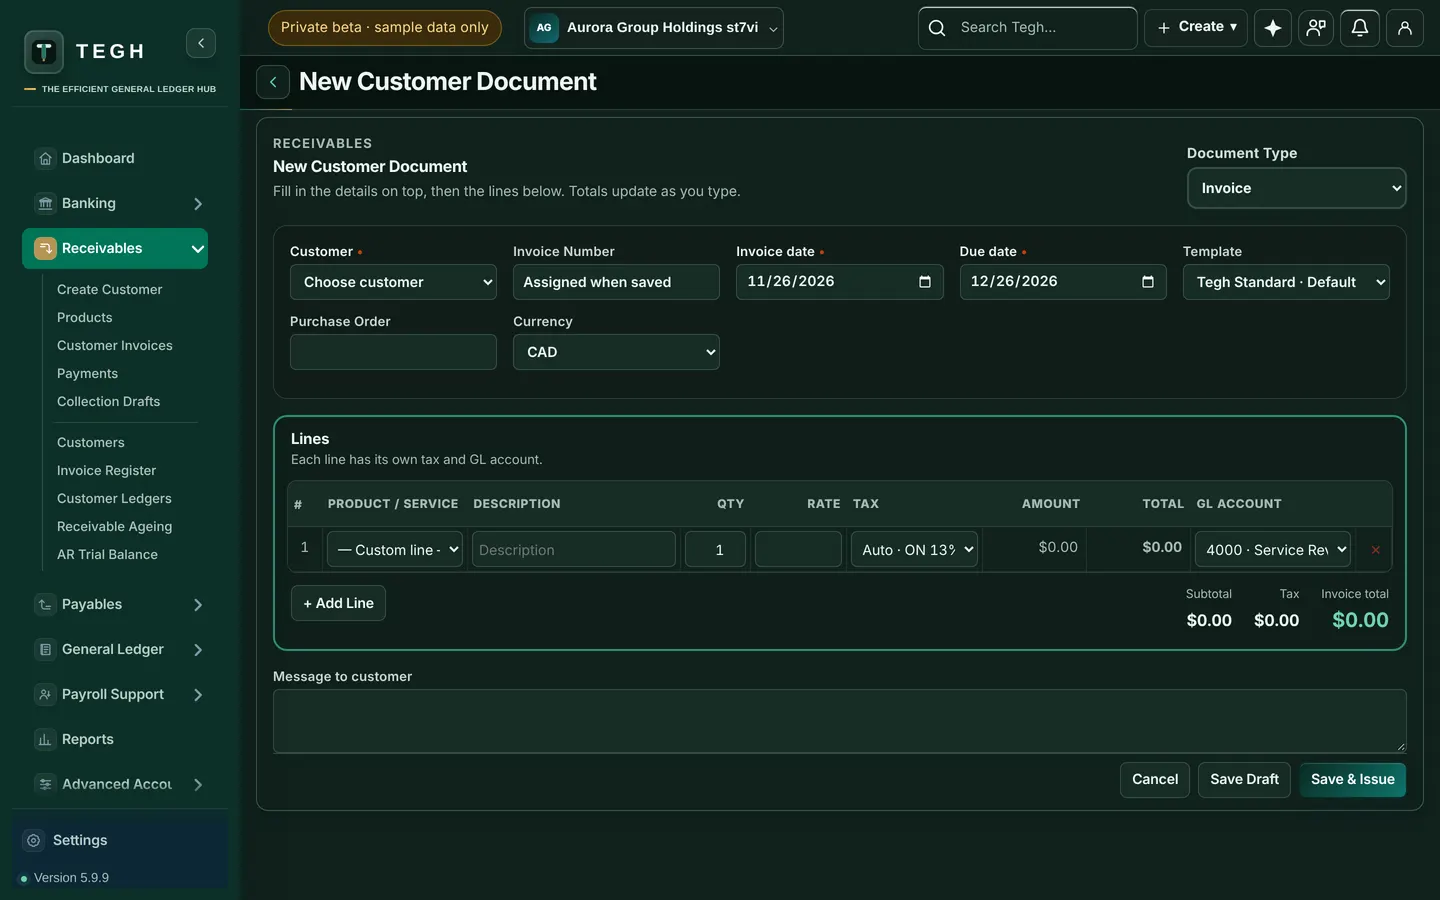 TEGH
THE EFFICIENT GENERAL LEDGER HUB
Dashboard
Banking
Receivables
Create Customer
Products
Customer Invoices
Payments
Collection Drafts
Customers
Invoice Register
Customer Ledgers
Receivable Ageing
AR Trial Balance
Payables
General Ledger
Payroll Support
Reports
Advanced Accou
Settings
Version 5.9.9
Private beta · sample data only
AG Aurora Group Holdings st7vi
Search Tegh...
+ Create ▾
New Customer Document
RECEIVABLES
New Customer Document
Fill in the details on top, then the lines below. Totals update as you type.
Document Type
Invoice
Customer • Invoice Number Invoice date • Due date • Template
Choose customer Assigned when saved 11/26/2026 12/26/2026 Tegh Standard · Default
Purchase Order Currency
CAD
Lines
Each line has its own tax and GL account.
# PRODUCT / SERVICE DESCRIPTION QTY RATE TAX AMOUNT TOTAL GL ACCOUNT
1 — Custom line - Description 1 Auto · ON 13% $0.00 $0.00 4000 · Service Rev ×
+ Add Line
Subtotal Tax Invoice total
$0.00 $0.00 $0.00
Message to customer
Cancel Save Draft Save & Issue